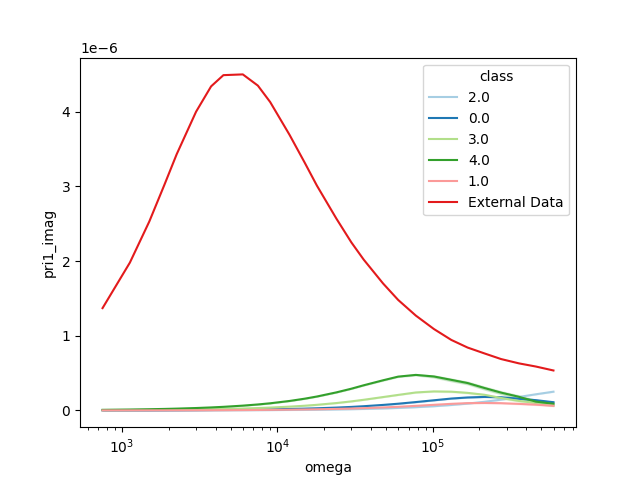 1e−6
class
2.0
0.0
3.0
4.0
1.0
External Data
4
3
2
1
0
pri1_imag
10³ 10⁴ 10⁵
omega